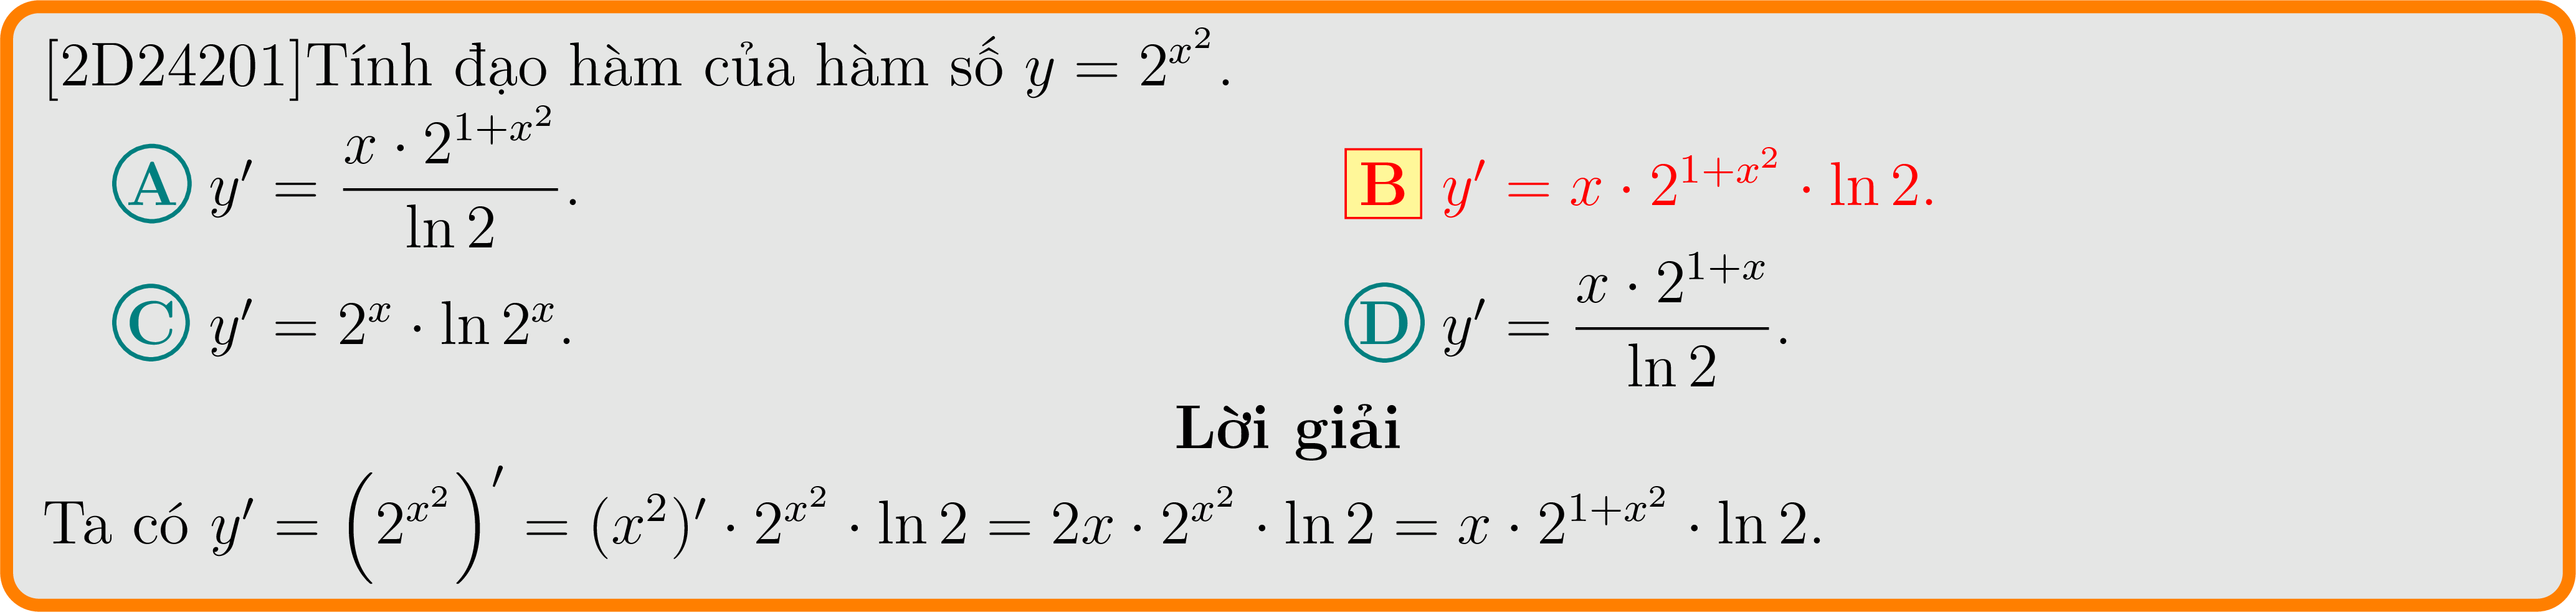 [2D24201]Tính đạo hàm của hàm số $y = 2^{x^2}$.
A $y' = \dfrac{x \cdot 2^{1+x^2}}{\ln 2}$. B $y' = x \cdot 2^{1+x^2} \cdot \ln 2$.
C $y' = 2^x \cdot \ln 2^x$. D $y' = \dfrac{x \cdot 2^{1+x}}{\ln 2}$.
Lời giải
Ta có $y' = \left(2^{x^2}\right)' = (x^2)' \cdot 2^{x^2} \cdot \ln 2 = 2x \cdot 2^{x^2} \cdot \ln 2 = x \cdot 2^{1+x^2} \cdot \ln 2$.